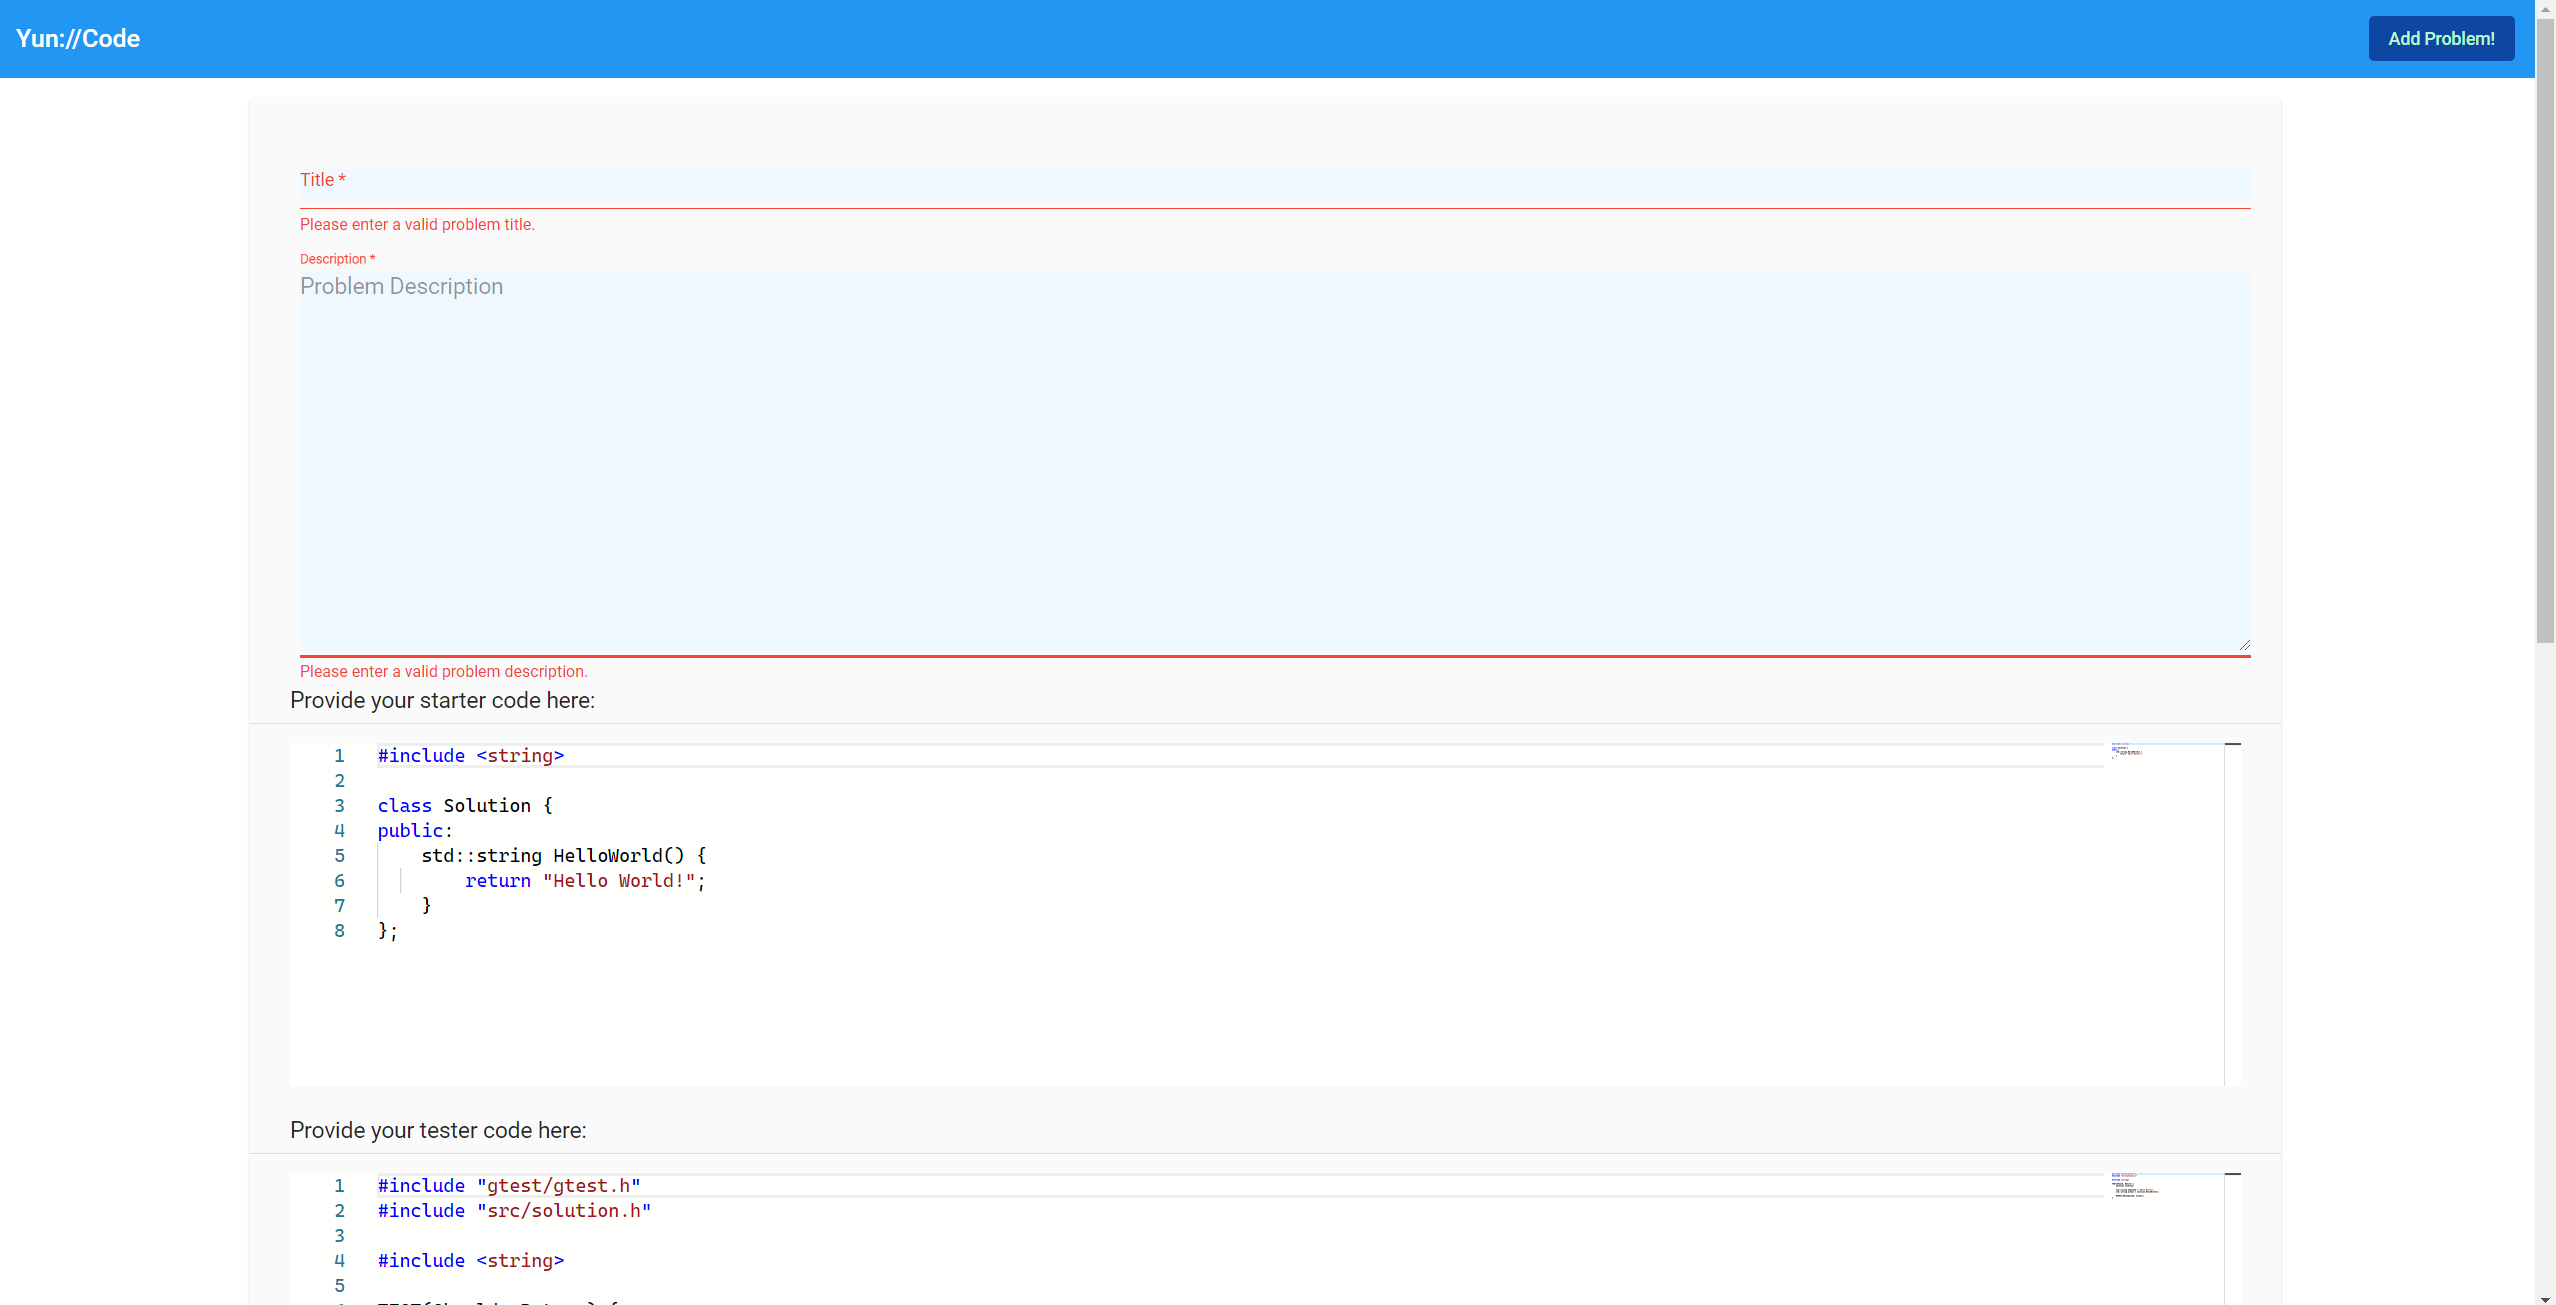 Yun://Code
Add Problem!
Title *
Please enter a valid problem title.
Description *
Problem Description
Please enter a valid problem description.
Provide your starter code here:
1 #include <string>
2
3 class Solution {
4 public:
5 std::string HelloWorld() {
6 return "Hello World!";
7 }
8 };
Provide your tester code here:
1 #include "gtest/gtest.h"
2 #include "src/solution.h"
3
4 #include <string>
5